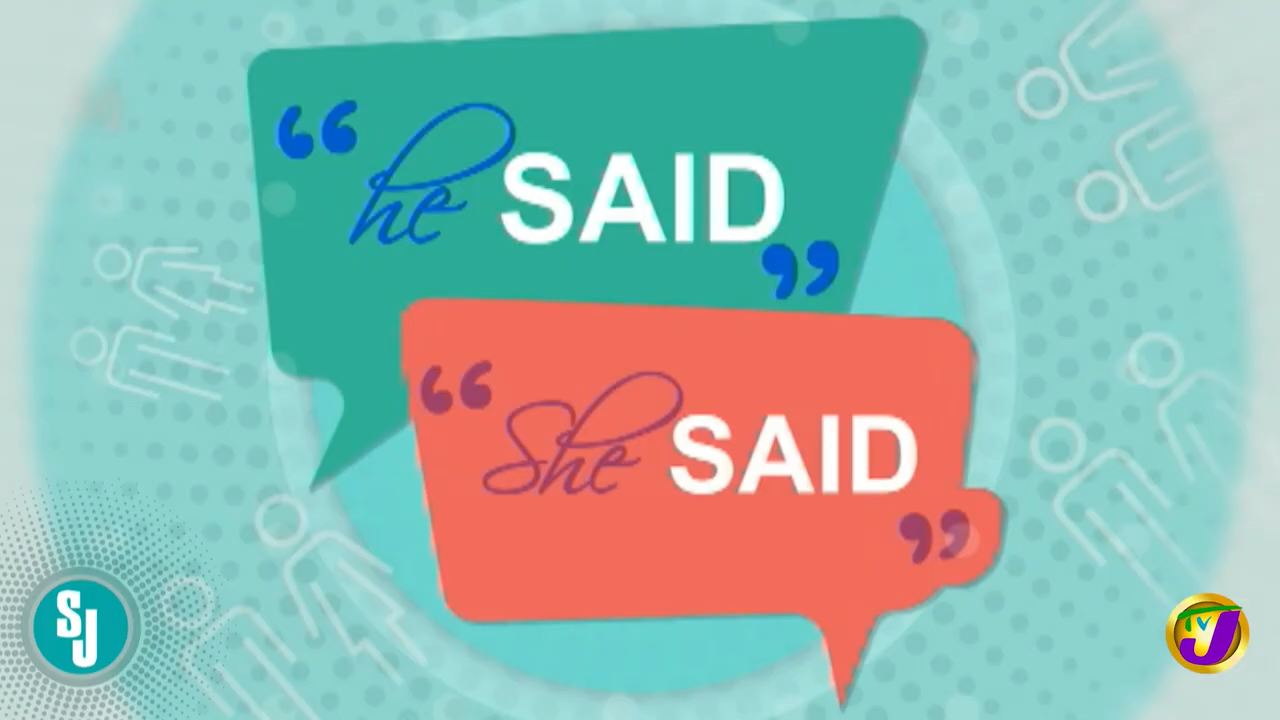 “he SAID”
“She SAID”
SJ
TVJ